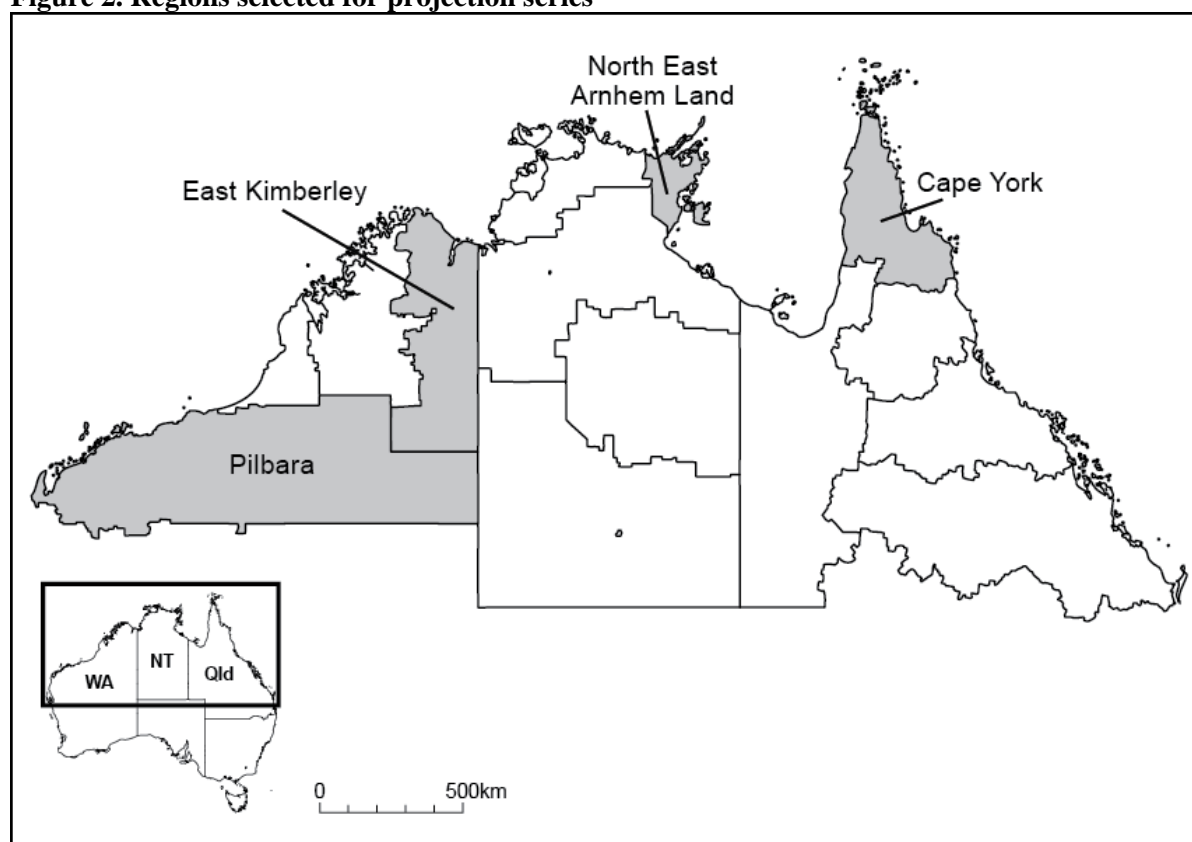 Figure 2. Regions selected for projection series
North East
Arnhem Land
East Kimberley
Cape York
Pilbara
WA
NT
Qld
0 500km